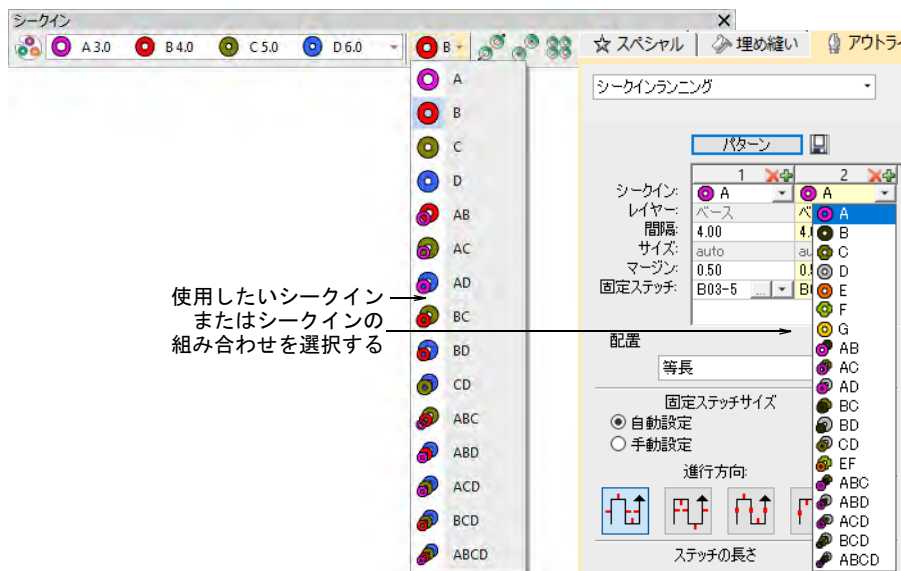 シークイン
A 3.0 B 4.0 C 5.0 D 6.0 B
A
B
C
D
AB
AC
AD
BC
BD
CD
ABC
ABD
ACD
BCD
ABCD
使用したいシークイン
またはシークインの
組み合わせを選択する
スペシャル 埋め縫い アウトラ
シークインランニング
パターン
1 2
シークイン: A A
レイヤー: ベース
間隔: 4.00
サイズ: auto
マージン: 0.50
固定ステッチ: B03-5 ...
A
B
C
D
E
F
G
AB
AC
AD
BC
BD
CD
EF
ABC
ABD
ACD
BCD
ABCD
配置
等長
固定ステッチサイズ
自動設定
手動設定
進行方向:
ステッチの長さ